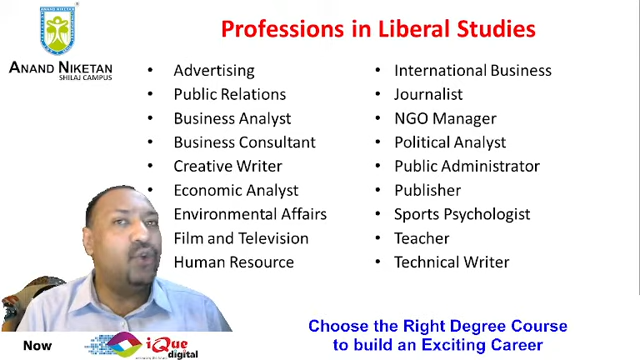 Professions in Liberal Studies
ANAND NIKETAN
SHILAJ CAMPUS
Advertising
Public Relations
Business Analyst
Business Consultant
Creative Writer
Economic Analyst
Environmental Affairs
Film and Television
Human Resource
International Business
Journalist
NGO Manager
Political Analyst
Public Administrator
Publisher
Sports Psychologist
Teacher
Technical Writer
Now
iQue
digital
Choose the Right Degree Course
to build an Exciting Career